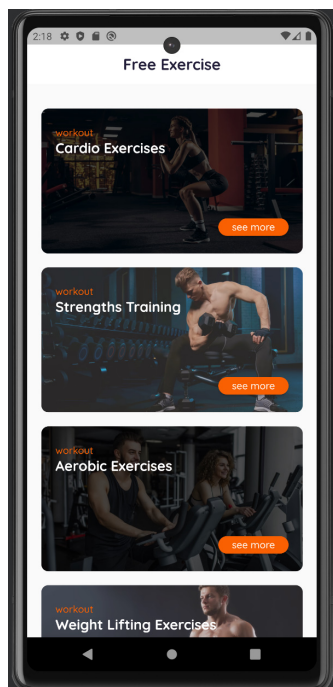 2:18
Free Exercise
workout
Cardio Exercises
see more
workout
Strengths Training
see more
workout
Aerobic Exercises
see more
workout
Weight Lifting Exercises